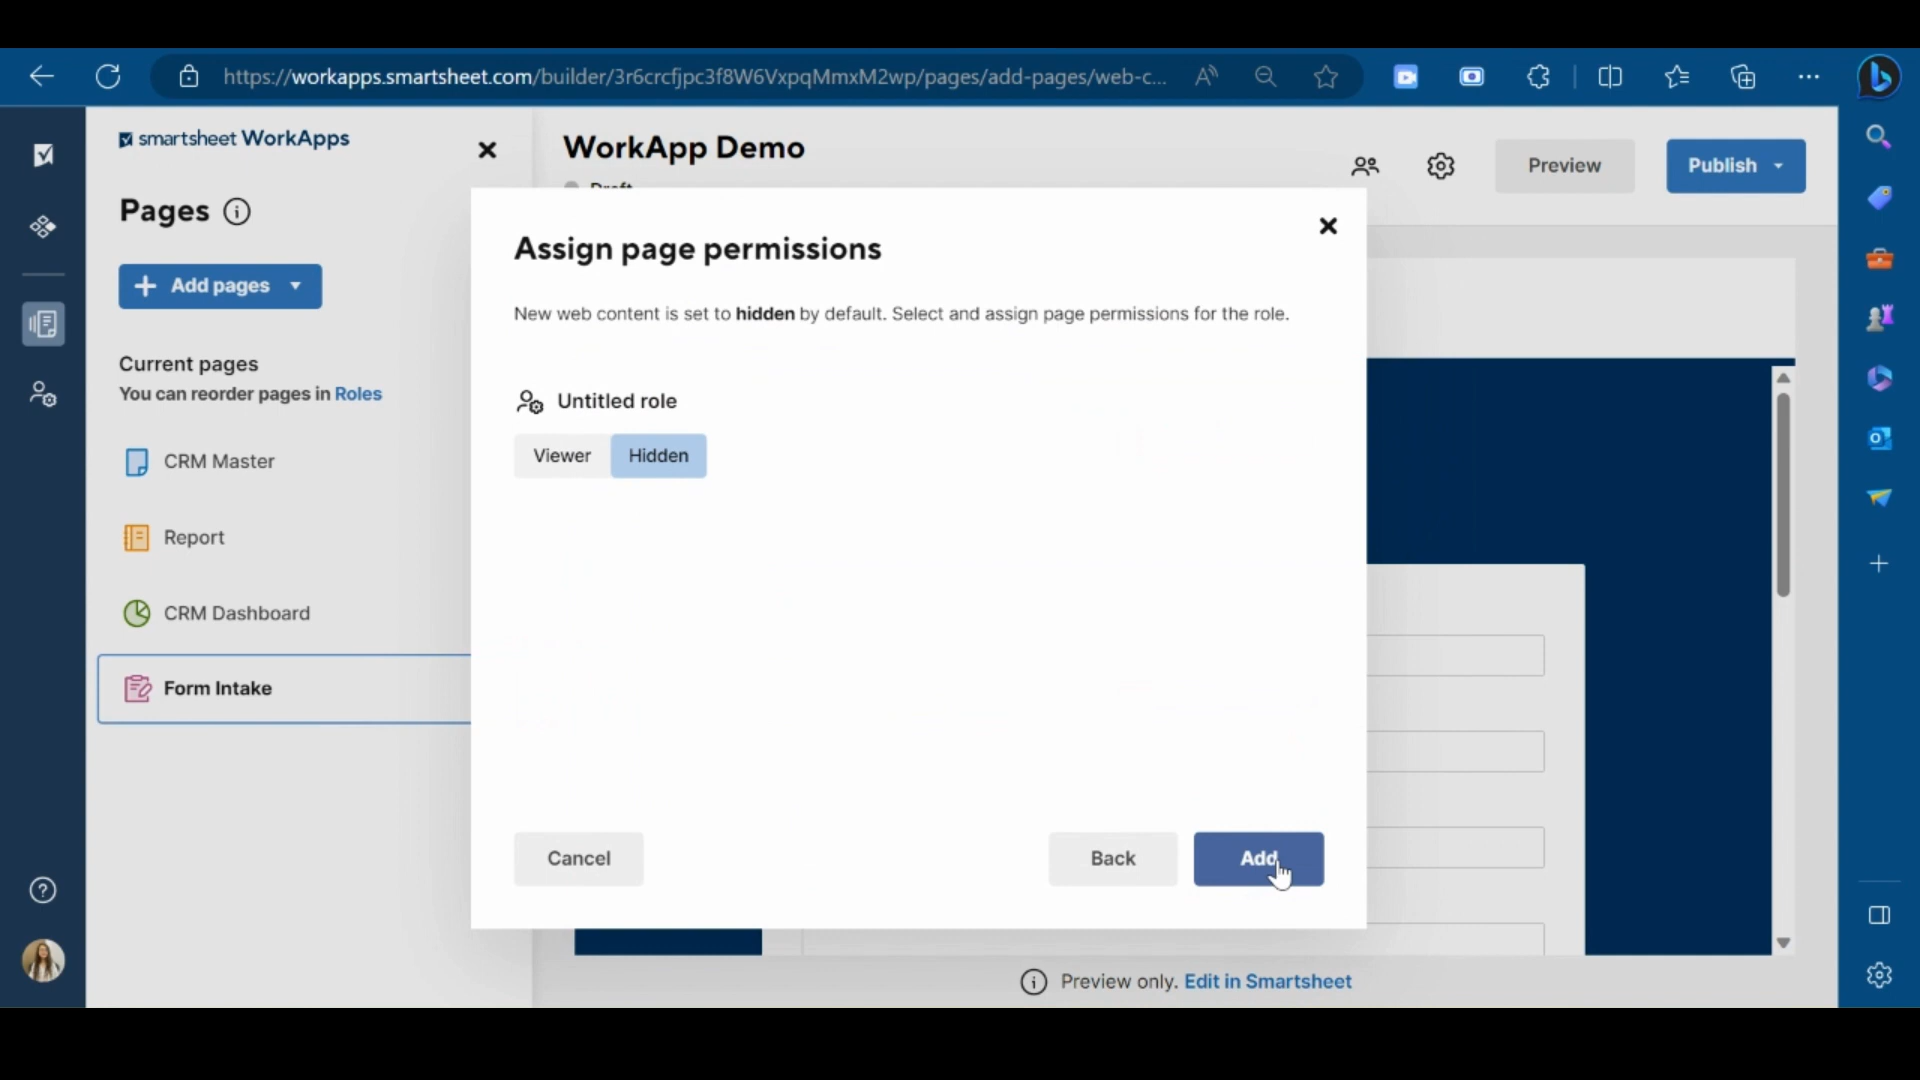 https://workapps.smartsheet.com/builder/3r6crcfjpc3f8W6VxpqMmxM2wp/pages/add-pages/web-c...
smartsheet WorkApps
WorkApp Demo
Preview
Publish
Pages
Add pages
Current pages
You can reorder pages in Roles
CRM Master
Report
CRM Dashboard
Form Intake
Assign page permissions
New web content is set to hidden by default. Select and assign page permissions for the role.
Untitled role
Viewer
Hidden
Cancel
Back
Add
Preview only. Edit in Smartsheet